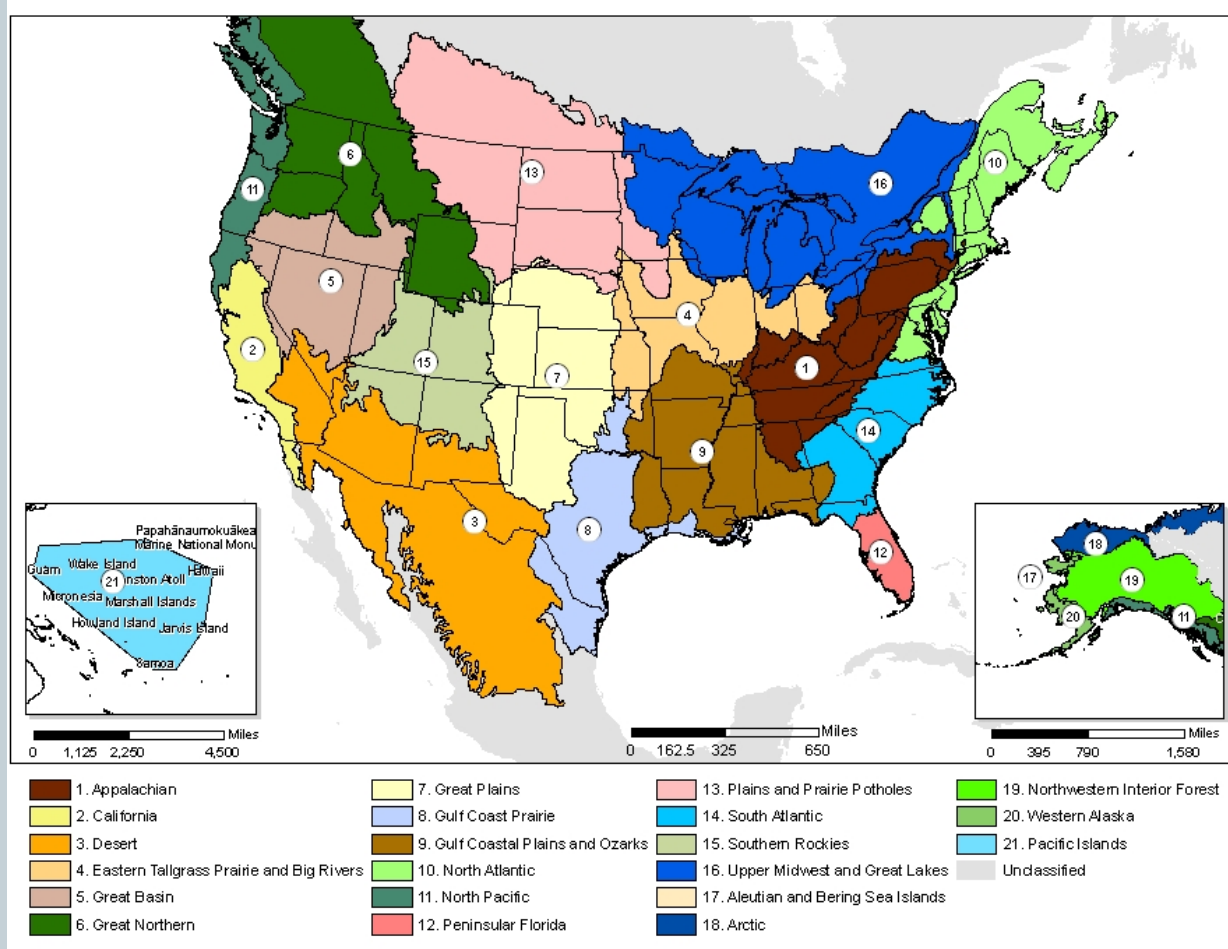 6
13
10
16
11
5
4
2
15
1
7
14
9
3
8
12
Papahānaumokuākea
Marine National Monu
Wake Island
Guam
nston Atoll
Hawaii
21
Micronesia
Marshall Islands
Howland Island
Jarvis Island
Samoa
18
17
19
20
11
Miles
0 1,125 2,250 4,500
Miles
0 162.5 325 650
Miles
0 395 790 1,580
1. Appalachian
2. California
3. Desert
4. Eastern Tallgrass Prairie and Big Rivers
5. Great Basin
6. Great Northern
7. Great Plains
8. Gulf Coast Prairie
9. Gulf Coastal Plains and Ozarks
10. North Atlantic
11. North Pacific
12. Peninsular Florida
13. Plains and Prairie Potholes
14. South Atlantic
15. Southern Rockies
16. Upper Midwest and Great Lakes
17. Aleutian and Bering Sea Islands
18. Arctic
19. Northwestern Interior Forest
20. Western Alaska
21. Pacific Islands
Unclassified